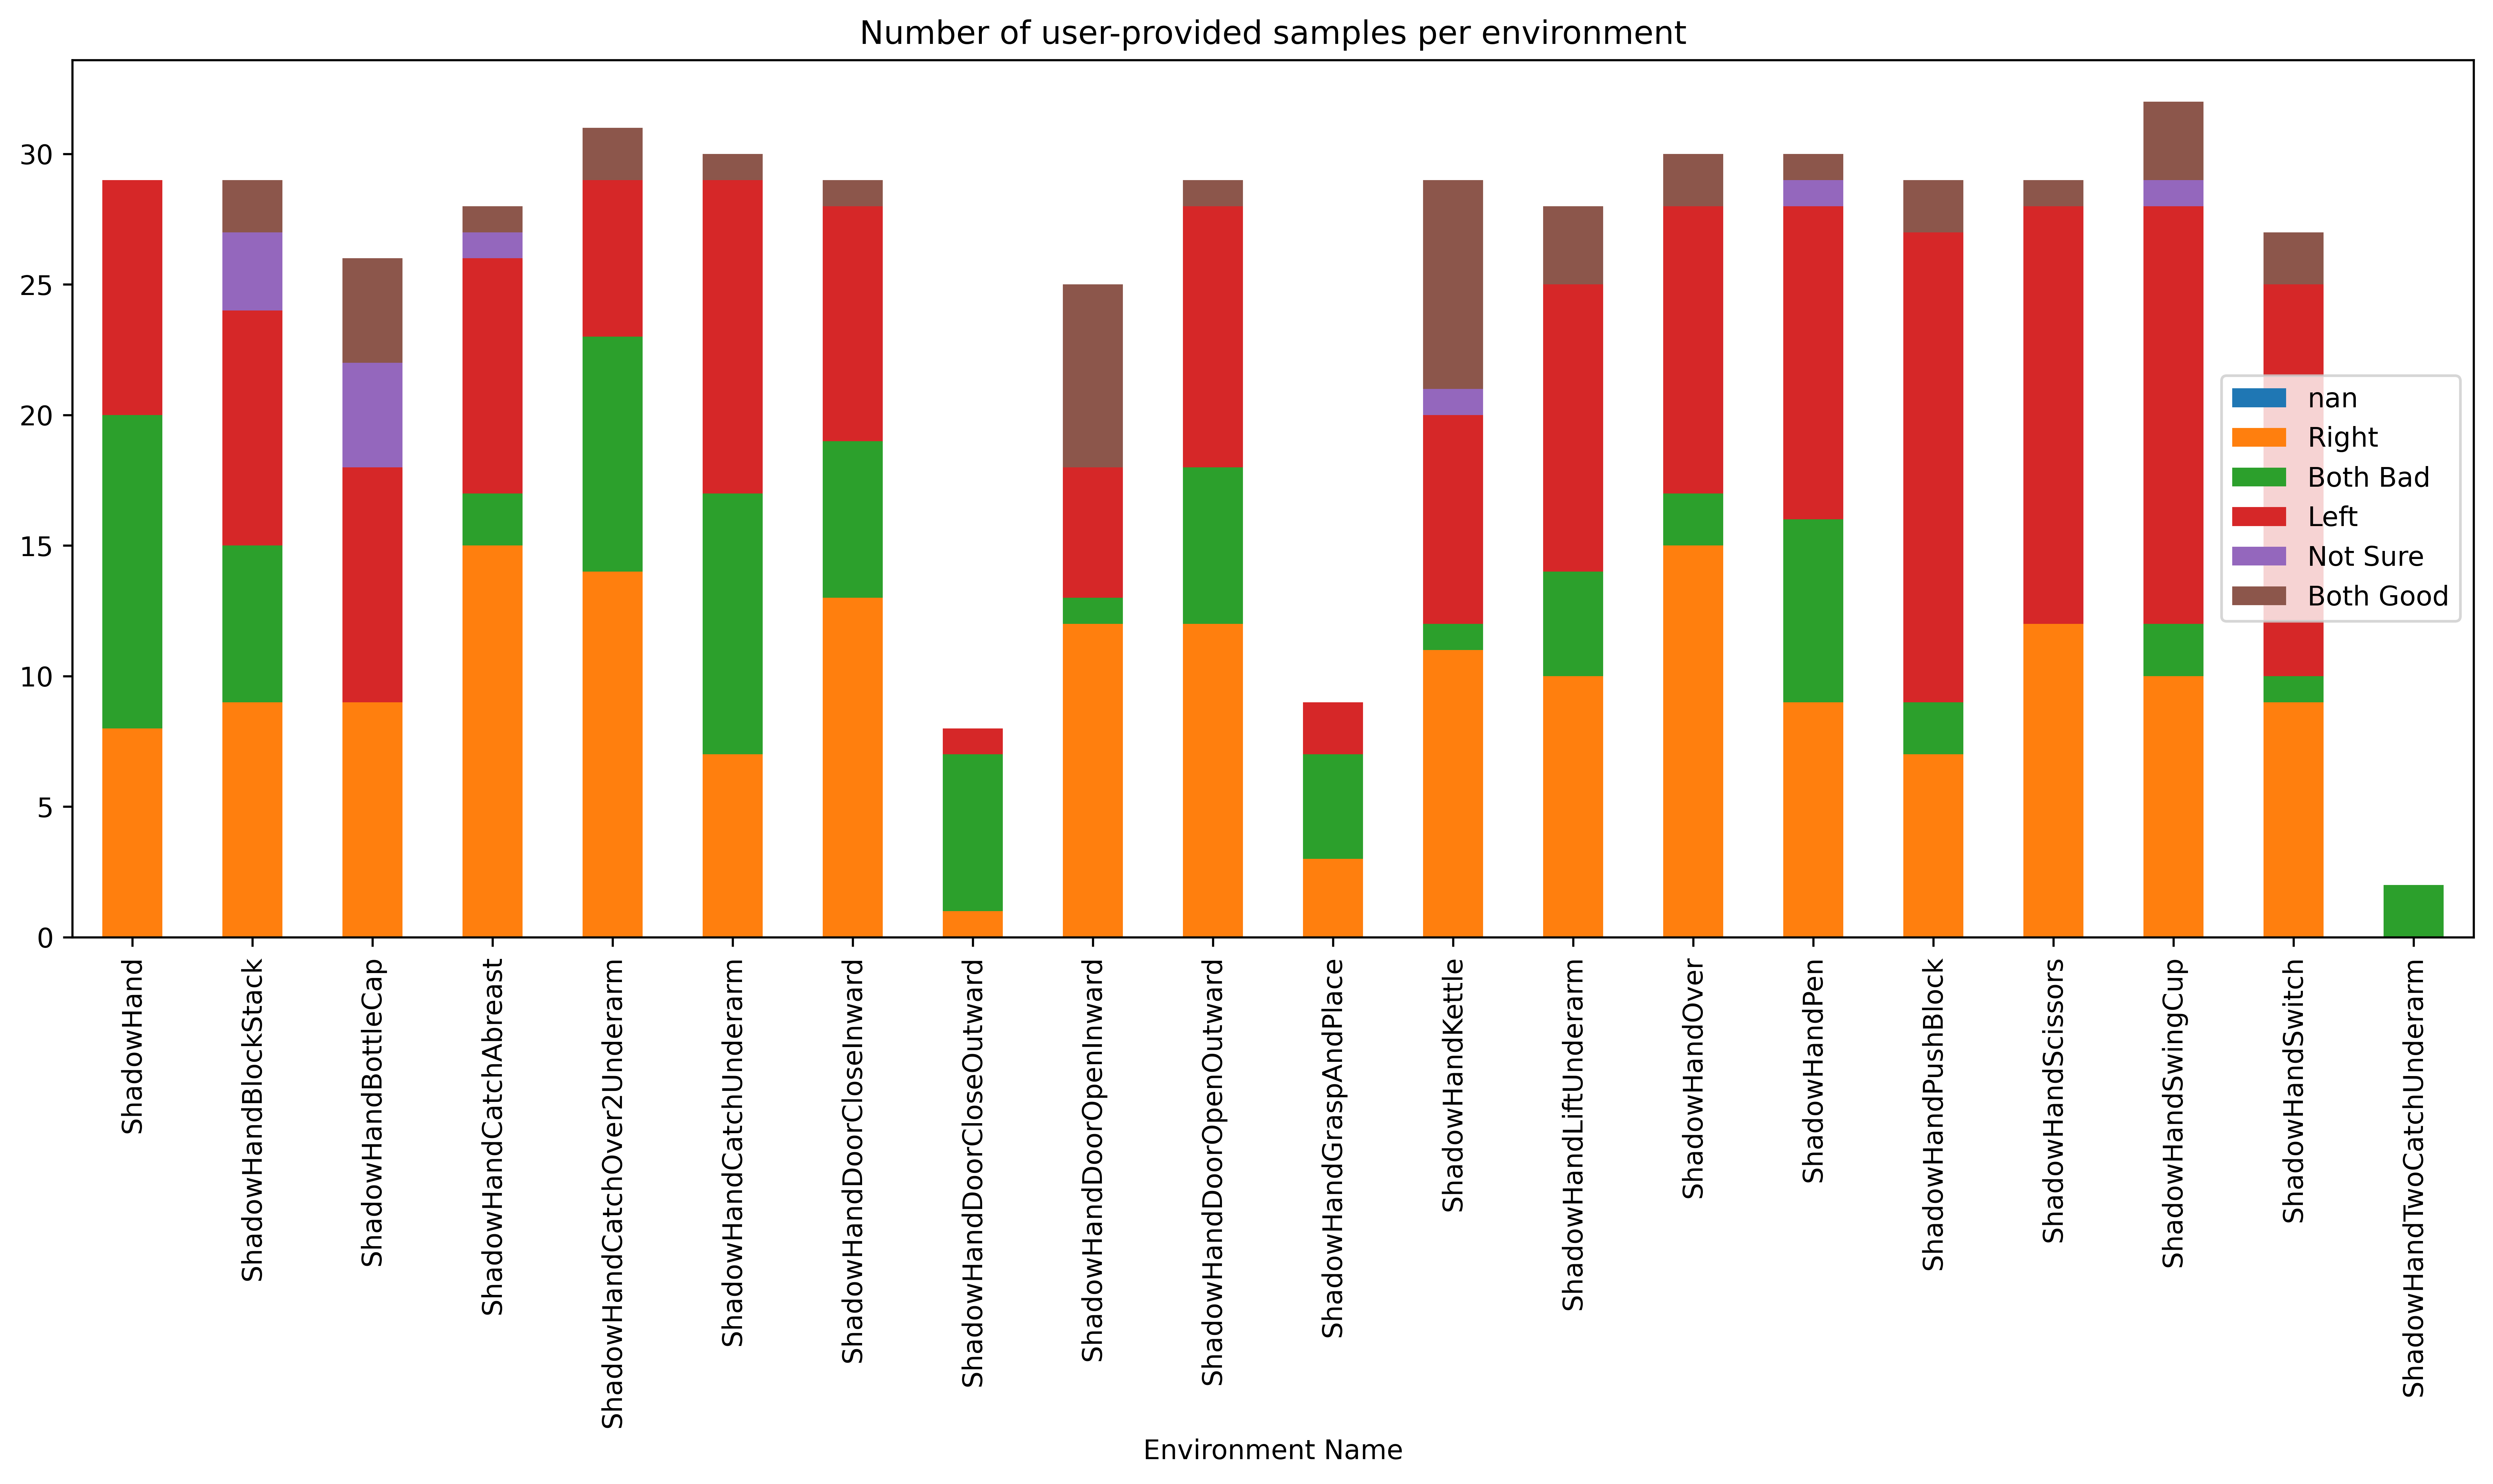 Number of user-provided samples per environment
30
25
20
15
10
5
0
nan
Right
Both Bad
Left
Not Sure
Both Good
ShadowHand
ShadowHandBlockStack
ShadowHandBottleCap
ShadowHandCatchAbreast
ShadowHandCatchOver2Underarm
ShadowHandCatchUnderarm
ShadowHandDoorCloseInward
ShadowHandDoorCloseOutward
ShadowHandDoorOpenInward
ShadowHandDoorOpenOutward
ShadowHandGraspAndPlace
ShadowHandKettle
ShadowHandLiftUnderarm
ShadowHandOver
ShadowHandPen
ShadowHandPushBlock
ShadowHandScissors
ShadowHandSwingCup
ShadowHandSwitch
ShadowHandTwoCatchUnderarm
Environment Name